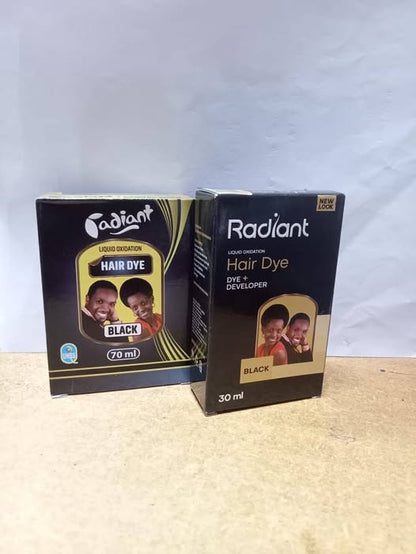 Radiant
LIQUID OXIDATION
HAIR DYE
BLACK
70 ml
NEW
LOOK
Radiant
LIQUID OXIDATION
Hair Dye
DYE +
DEVELOPER
BLACK
30 ml